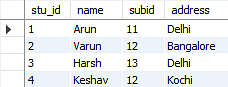 stu_id name subid address
1 Arun 11 Delhi
2 Varun 12 Bangalore
3 Harsh 13 Delhi
4 Keshav 12 Kochi